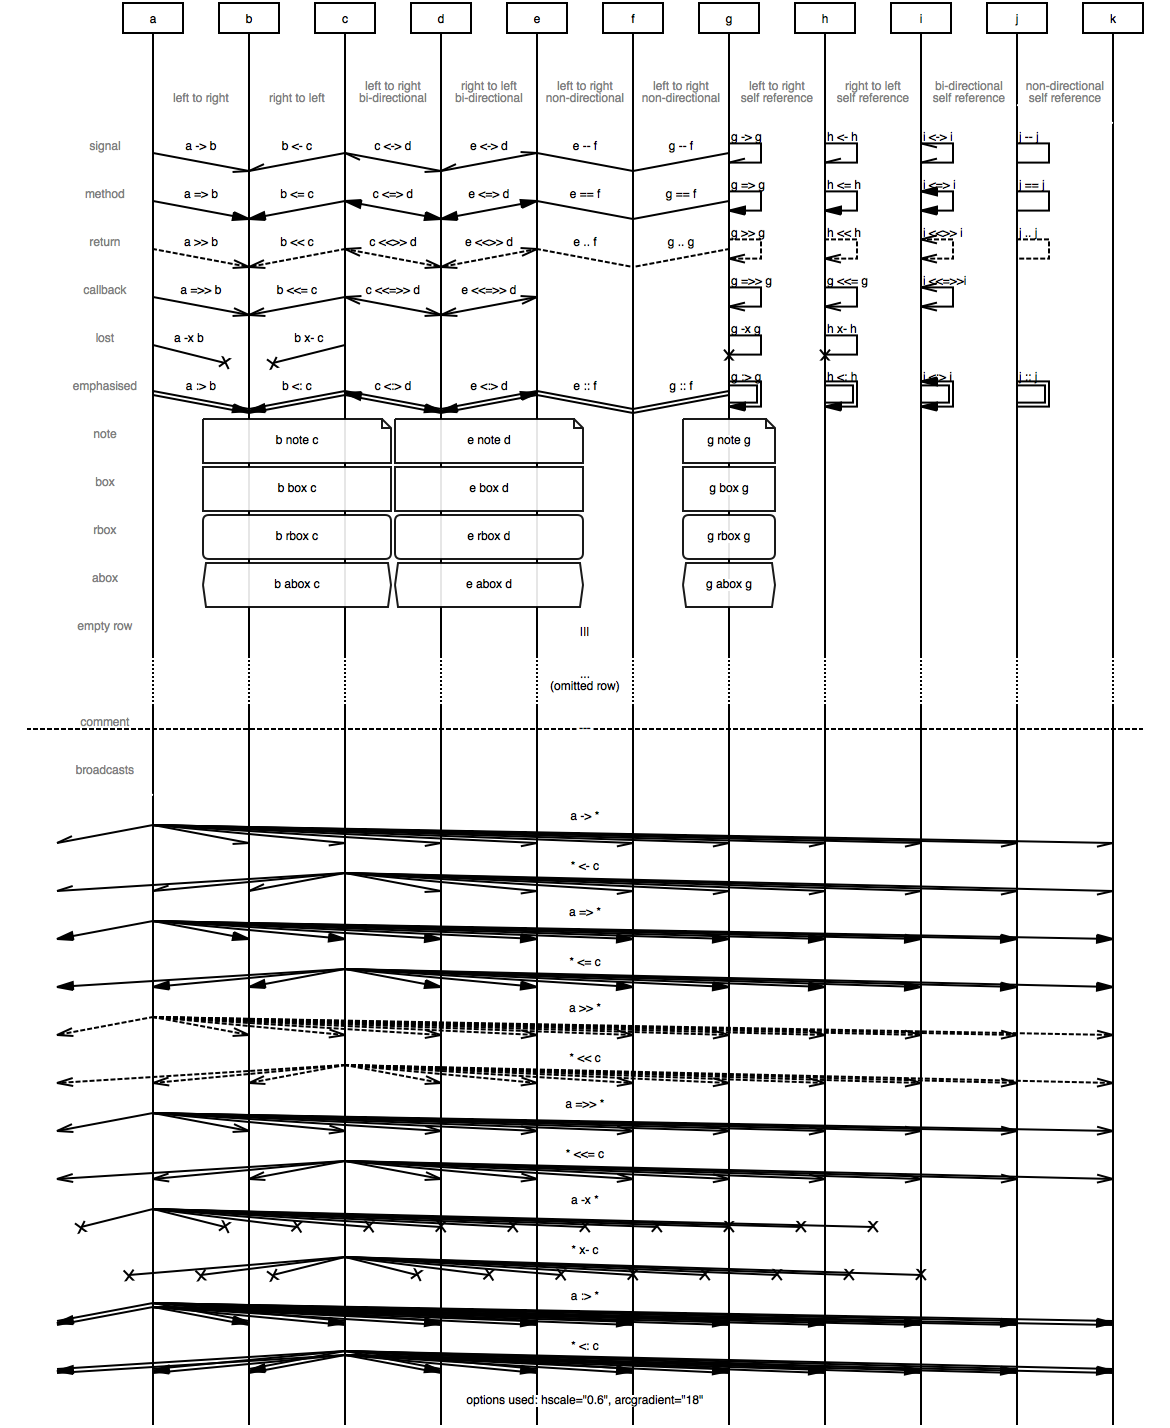 a b c d e f g h i j k
left to right right to left left to right bi-directional right to left bi-directional left to right non-directional left to right non-directional left to right self reference right to left self reference bi-directional self reference non-directional self reference
signal a -> b b <- c c <-> d e <-> d e -- f g -- f g -> g h <- h i <-> i j -- j
method a => b b <= c c <=> d e <=> d e == f g == f g => g h <= h i <=> i j == j
return a >> b b << c c <<>> d e <<>> d e .. f g .. g g >> g h << h i <<>> i j .. j
callback a =>> b b <<= c c <<=>> d e <<=>> d g =>> g g <<= g i <<=>>i
lost a -x b b x- c g -x g h x- h
emphasised a :> b b <: c c <:> d e <:> d e :: f g :: f g :> g h <: h i <:> i j :: j
note b note c e note d g note g
box b box c e box d g box g
rbox b rbox c e rbox d g rbox g
abox b abox c e abox d g abox g
empty row |||
...
(omitted row)
comment ---
broadcasts
a -> *
* <- c
a => *
* <= c
a >> *
* << c
a =>> *
* <<= c
a -x *
* x- c
a :> *
* <: c
options used: hscale="0.6", arcgradient="18"